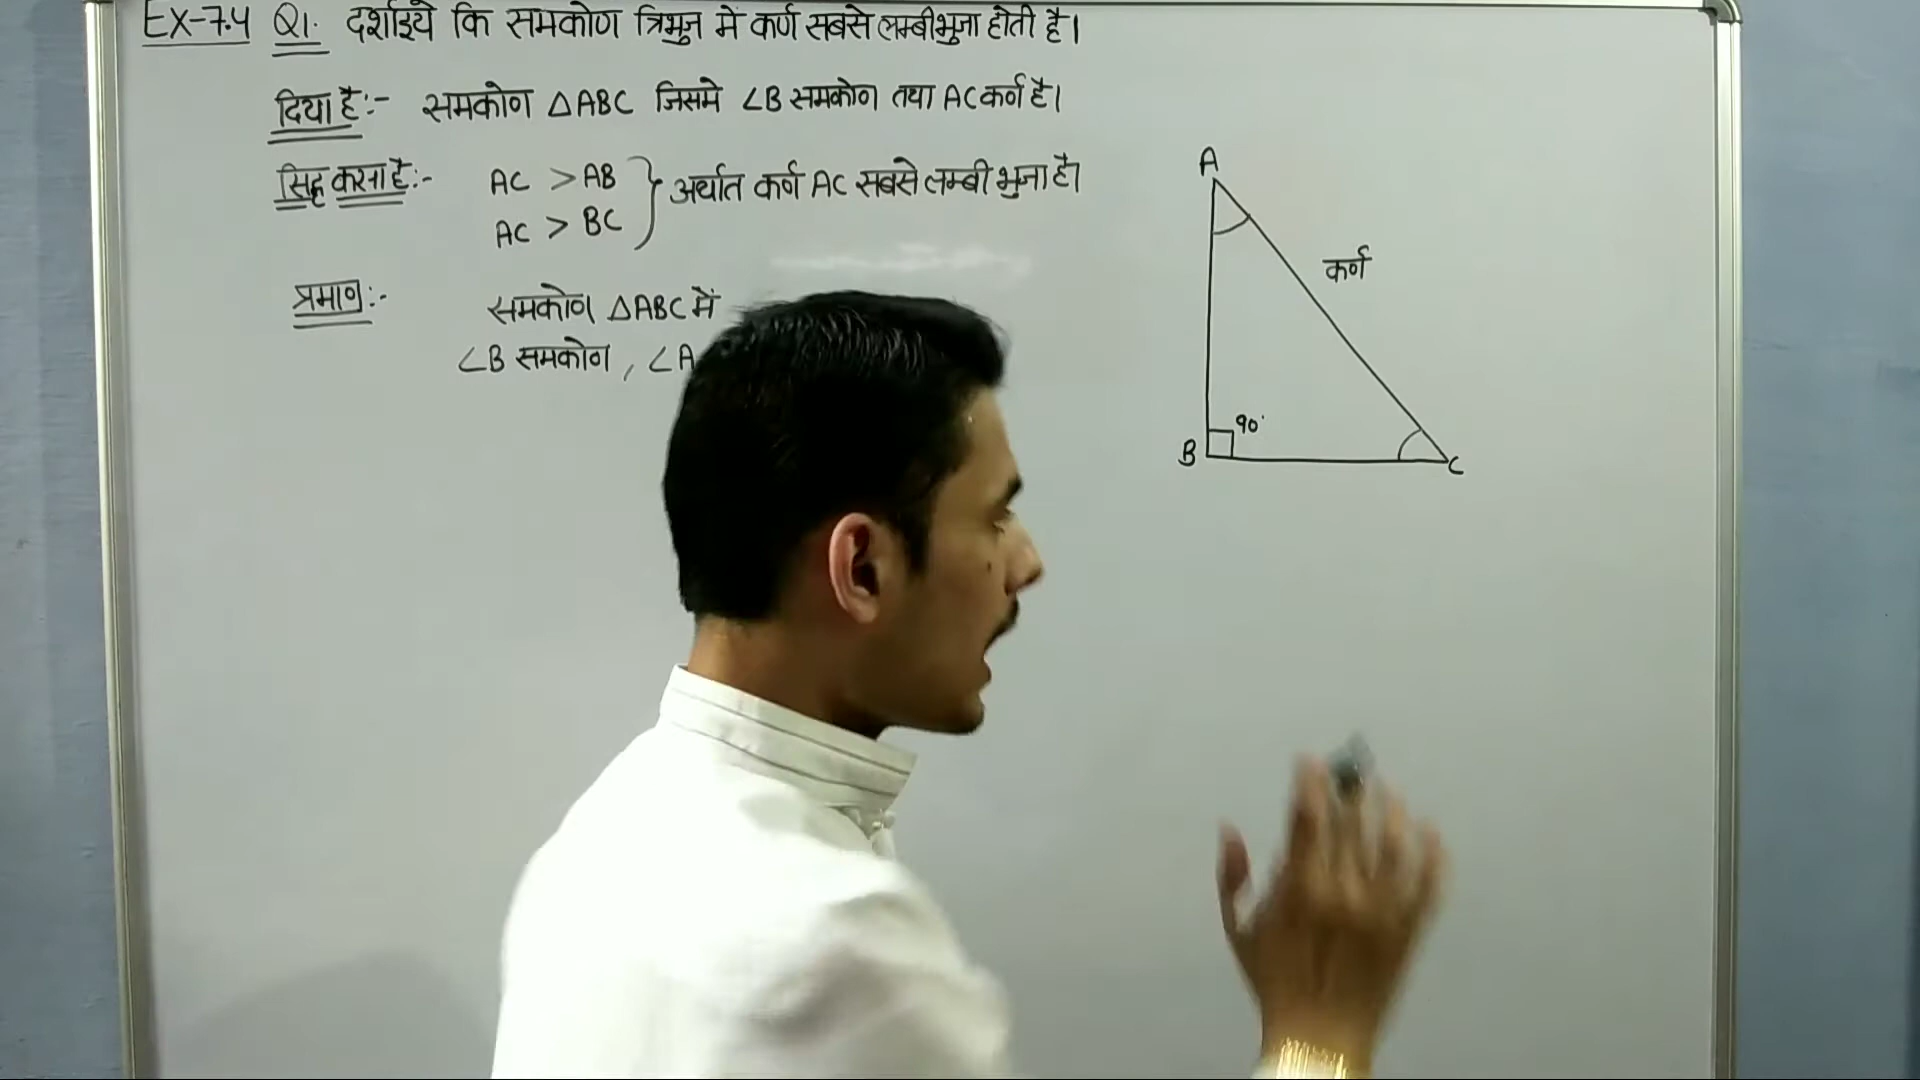 EX-7.4 Q1. दर्शाइये कि समकोण त्रिभुज में कर्ण सबसे लम्बी भुजा होती है।
दिया है:- समकोण △ABC जिसमे ∠B समकोण तथा AC कर्ण है।
सिद्ध करना है:- AC > AB
AC > BC } अर्थात कर्ण AC सबसे लम्बी भुजा है।
प्रमाण:- समकोण △ABC में
∠B समकोण, ∠A
A
कर्ण
90°
B
C